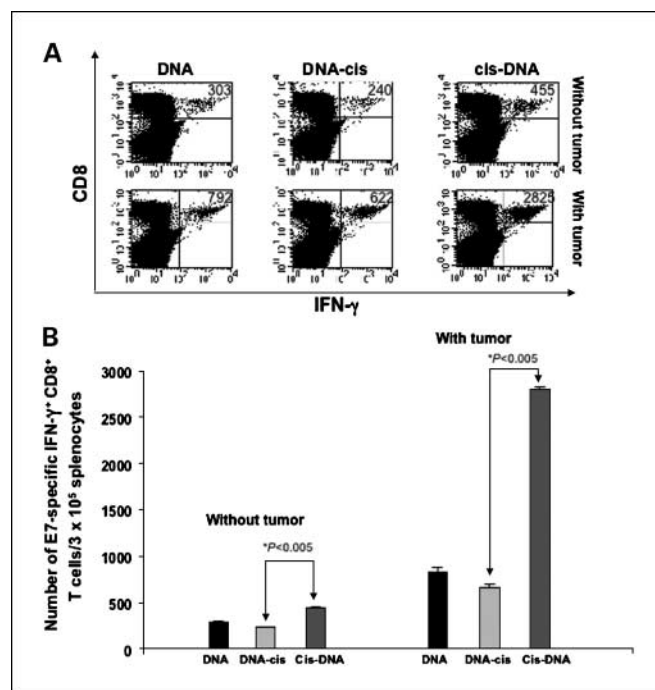 A
DNA DNA-cis cis-DNA
303 240 455
Without tumor
792 622 2825
With tumor
CD8
IFN-γ
B
Number of E7-specific IFN-γ⁺ CD8⁺
T cells/3 x 10⁵ splenocytes
3000
2500
2000
1500
1000
500
0
Without tumor
*P<0.005
With tumor
*P<0.005
DNA DNA-cis Cis-DNA DNA DNA-cis Cis-DNA